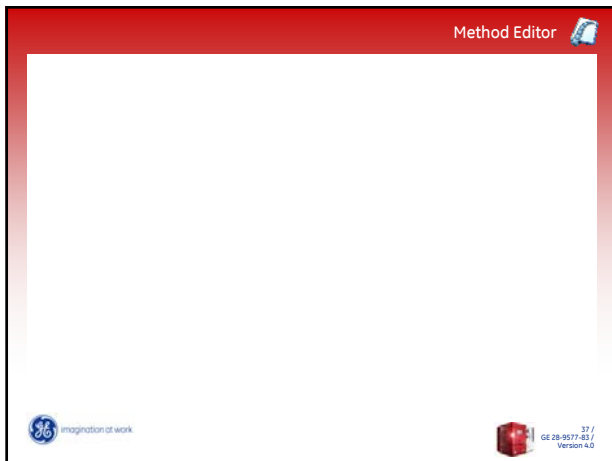 Method Editor
imagination at work
37 /
GE 28-9577-83 /
Version 4.0